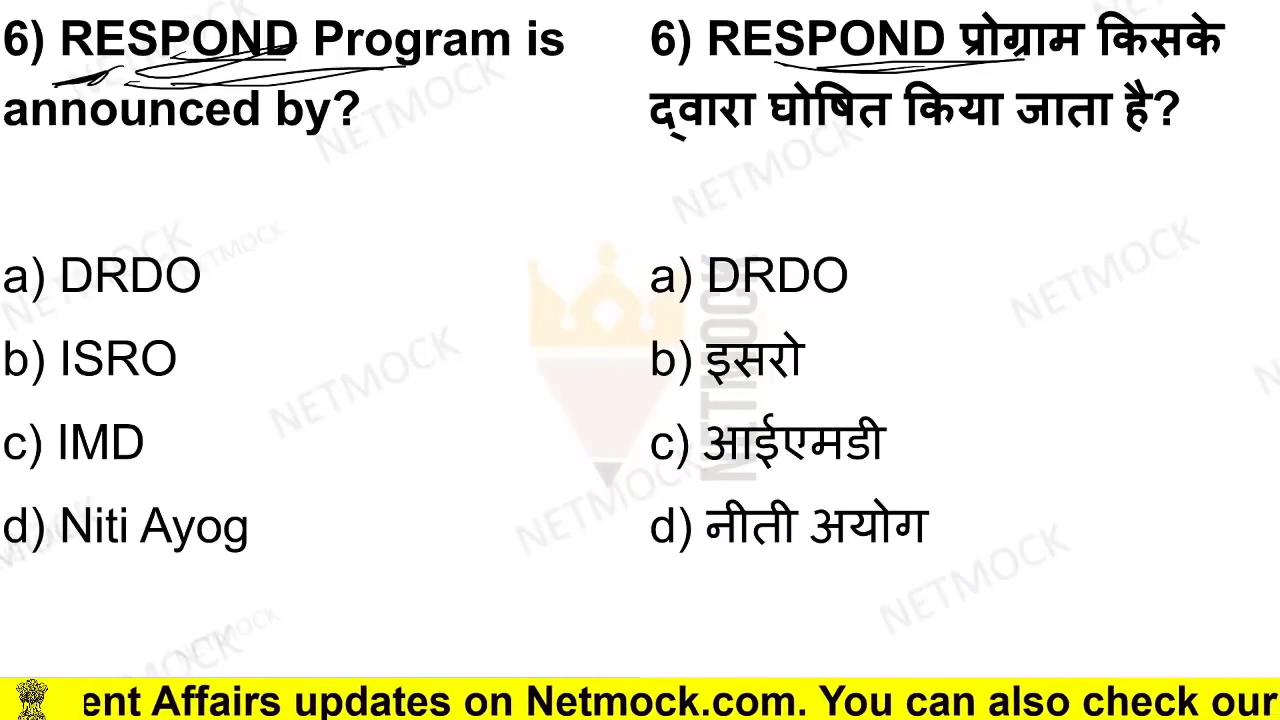 6) RESPOND Program is
announced by?
a) DRDO
b) ISRO
c) IMD
d) Niti Ayog
6) RESPOND प्रोग्राम किसके
द्वारा घोषित किया जाता है?
a) DRDO
b) इसरो
c) आईएमडी
d) नीती अयोग
NETMOCK
ent Affairs updates on Netmock.com. You can also check our